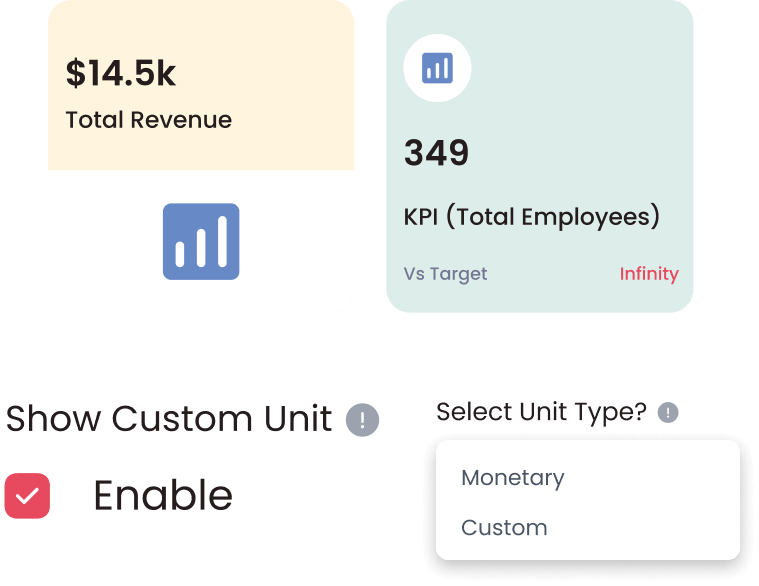 $14.5k
Total Revenue
349
KPI (Total Employees)
Vs Target Infinity
Show Custom Unit !
Enable
Select Unit Type? !
Monetary
Custom